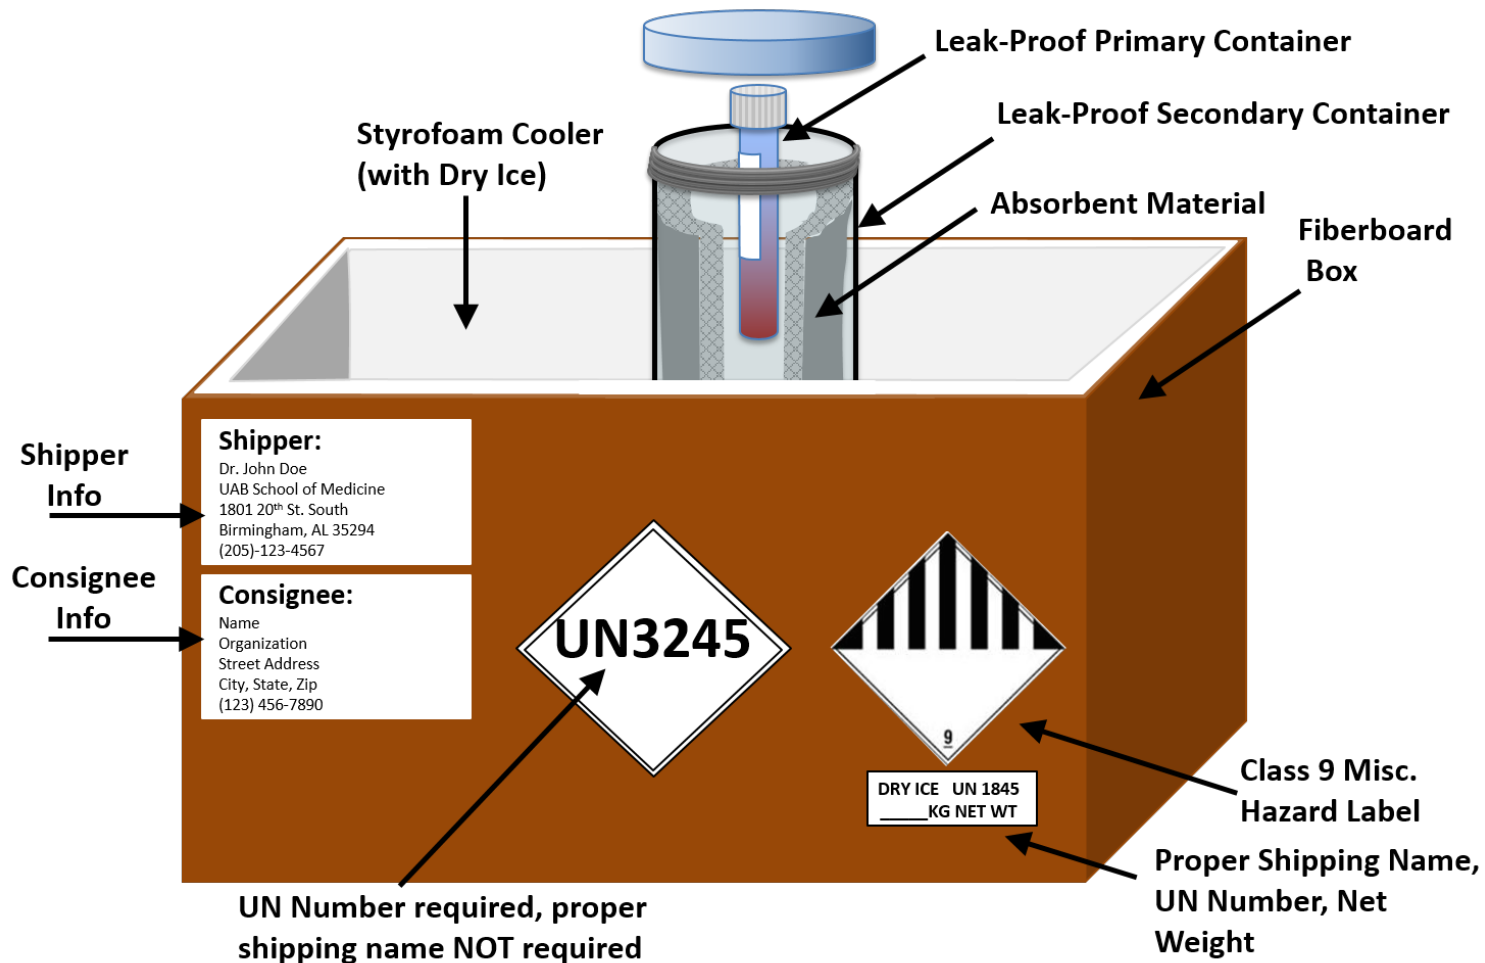 Leak-Proof Primary Container
Leak-Proof Secondary Container
Styrofoam Cooler
(with Dry Ice)
Absorbent Material
Fiberboard
Box
Shipper
Info
Shipper:
Dr. John Doe
UAB School of Medicine
1801 20th St. South
Birmingham, AL 35294
(205)-123-4567
Consignee
Info
Consignee:
Name
Organization
Street Address
City, State, Zip
(123) 456-7890
UN3245
9
DRY ICE UN 1845
_____KG NET WT
Class 9 Misc.
Hazard Label
Proper Shipping Name,
UN Number, Net
Weight
UN Number required, proper
shipping name NOT required